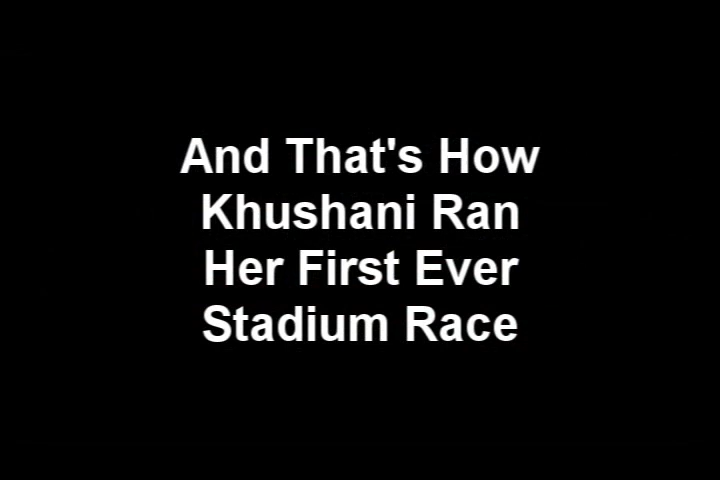 And That's How
Khushani Ran
Her First Ever
Stadium Race